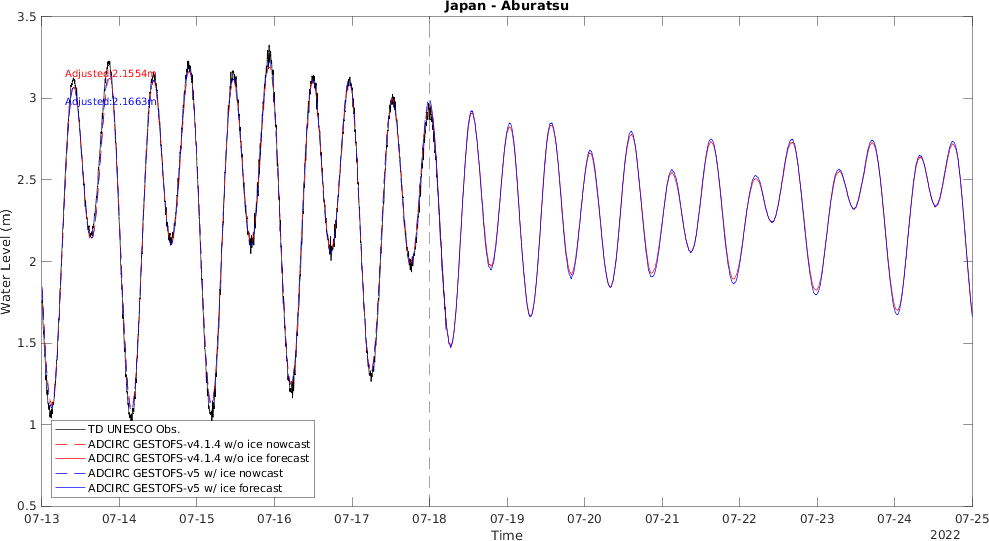 Japan - Aburatsu
3.5
3
2.5
2
1.5
1
0.5
Water Level (m)
Adjusted:2.1554m
Adjusted:2.1663m
TD UNESCO Obs.
ADCIRC GESTOFS-v4.1.4 w/o ice nowcast
ADCIRC GESTOFS-v4.1.4 w/o ice forecast
ADCIRC GESTOFS-v5 w/ ice nowcast
ADCIRC GESTOFS-v5 w/ ice forecast
07-13 07-14 07-15 07-16 07-17 07-18 07-19 07-20 07-21 07-22 07-23 07-24 07-25
Time
2022